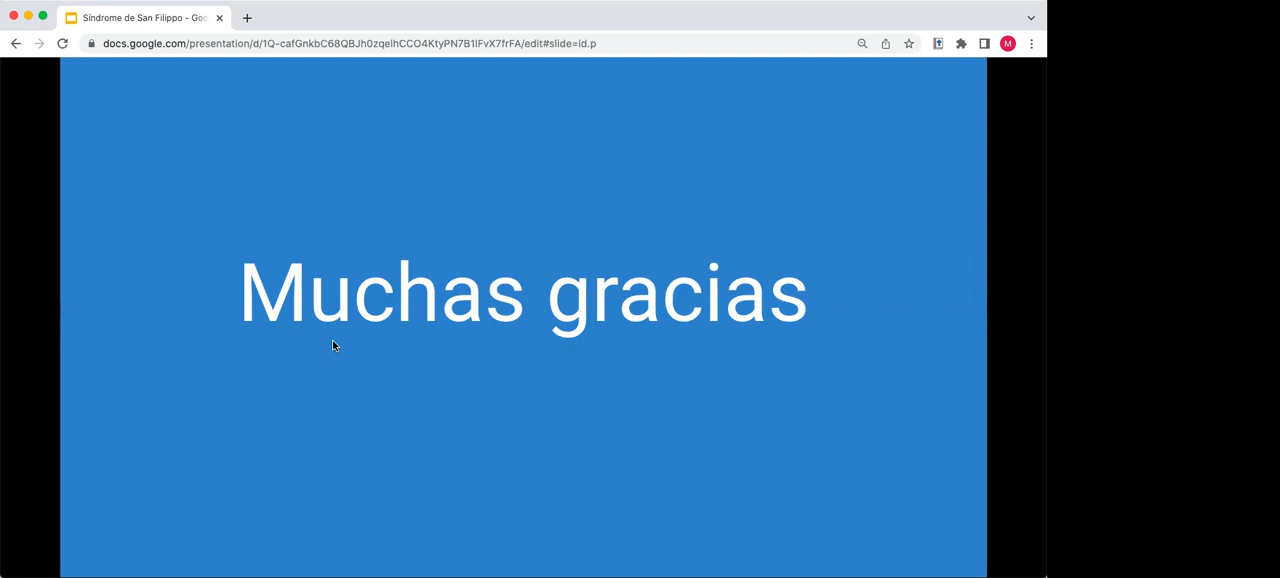 Síndrome de San Filippo - Goo
docs.google.com/presentation/d/1Q-cafGnkbC68QBJh0zqelhCCO4KtyPN7B1lFvX7frFA/edit#slide=id.p
M
Muchas gracias